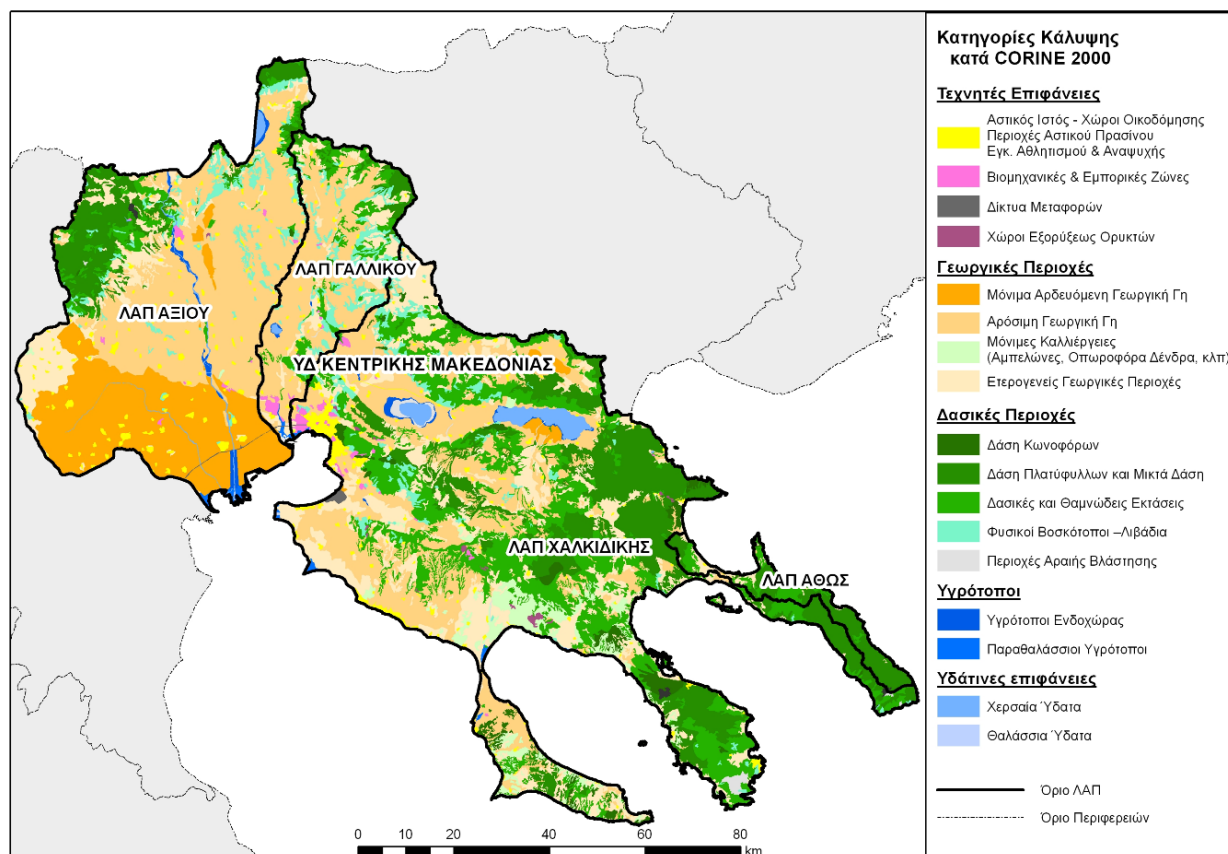 Κατηγορίες Κάλυψης
κατά CORINE 2000
Τεχνητές Επιφάνειες
Αστικός Ιστός - Χώροι Οικοδόμησης
Περιοχές Αστικού Πρασίνου
Εγκ. Αθλητισμού & Αναψυχής
Βιομηχανικές & Εμπορικές Ζώνες
Δίκτυα Μεταφορών
Χώροι Εξορύξεως Ορυκτών
Γεωργικές Περιοχές
Μόνιμα Αρδευόμενη Γεωργική Γη
Αρόσιμη Γεωργική Γη
Μόνιμες Καλλιέργειες
(Αμπελώνες, Οπωροφόρα Δένδρα, κλπ)
Ετερογενείς Γεωργικές Περιοχές
Δασικές Περιοχές
Δάση Κωνοφόρων
Δάση Πλατύφυλλων και Μικτά Δάση
Δασικές και Θαμνώδεις Εκτάσεις
Φυσικοί Βοσκότοποι –Λιβάδια
Περιοχές Αραιής Βλάστησης
Υγρότοποι
Υγρότοποι Ενδοχώρας
Παραθαλάσσιοι Υγρότοποι
Υδάτινες επιφάνειες
Χερσαία Ύδατα
Θαλάσσια Ύδατα
Όριο ΛΑΠ
Όριο Περιφερειών
ΛΑΠ ΓΑΛΛΙΚΟΥ
ΛΑΠ ΑΞΙΟΥ
ΥΔ ΚΕΝΤΡΙΚΗΣ ΜΑΚΕΔΟΝΙΑΣ
ΛΑΠ ΧΑΛΚΙΔΙΚΗΣ
ΛΑΠ ΑΘΩΣ
0 10 20 40 60 80
km